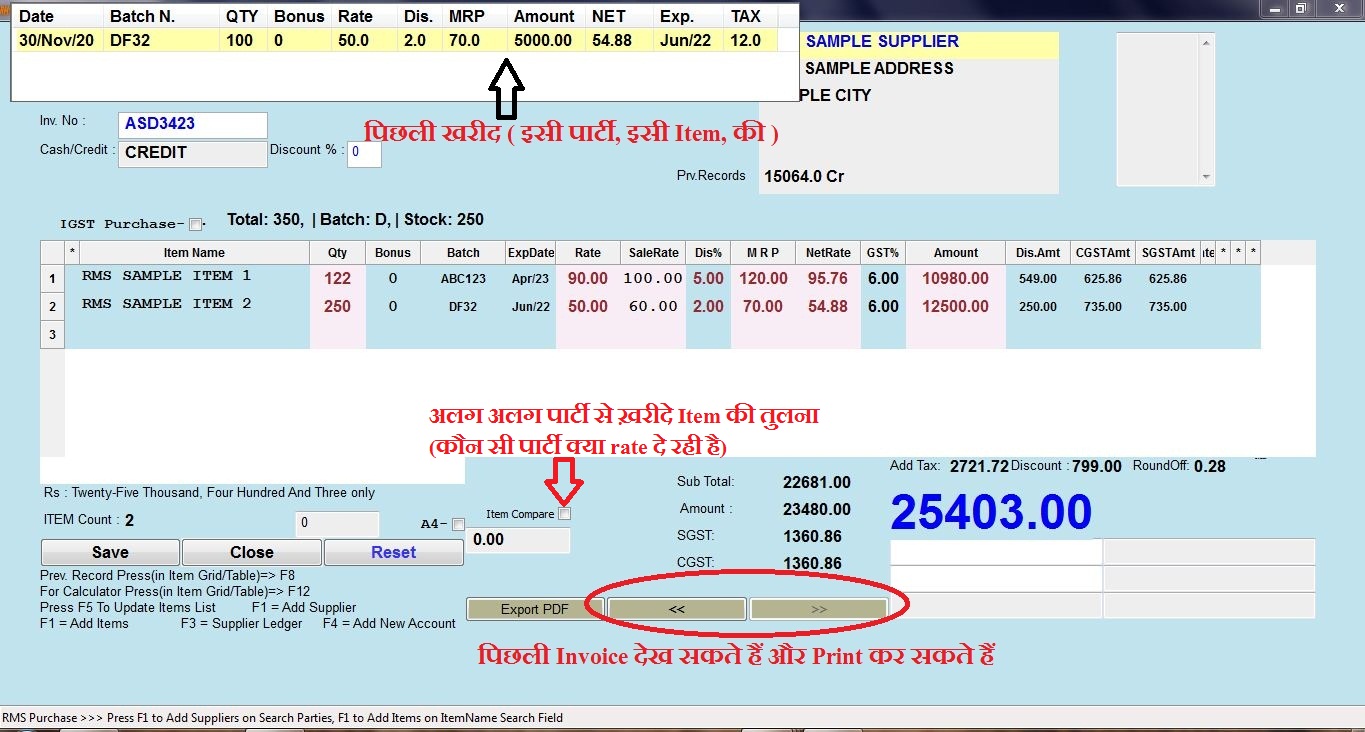 Date Batch N. QTY Bonus Rate Dis. MRP Amount NET Exp. TAX
30/Nov/20 DF32 100 0 50.0 2.0 70.0 5000.00 54.88 Jun/22 12.0
SAMPLE SUPPLIER
SAMPLE ADDRESS
PLE CITY
Inv. No : ASD3423
पिछली खरीद ( इसी पार्टी, इसी Item, की )
Cash/Credit : CREDIT Discount % : 0
Prv.Records 15064.0 Cr
IGST Purchase- Total: 350, | Batch: D, | Stock: 250
* Item Name Qty Bonus Batch ExpDate Rate SaleRate Dis% M R P NetRate GST% Amount Dis.Amt CGSTAmt SGSTAmt ıte * * *
1 RMS SAMPLE ITEM 1 122 0 ABC123 Apr/23 90.00 100.00 5.00 120.00 95.76 6.00 10980.00 549.00 625.86 625.86
2 RMS SAMPLE ITEM 2 250 0 DF32 Jun/22 50.00 60.00 2.00 70.00 54.88 6.00 12500.00 250.00 735.00 735.00
3
अलग अलग पार्टी से ख़रीदे Item की तुलना
(कौन सी पार्टी क्या rate दे रही है)
Add Tax: 2721.72 Discount : 799.00 RoundOff: 0.28
Rs : Twenty-Five Thousand, Four Hundred And Three only
Sub Total: 22681.00
25403.00
ITEM Count : 2 0 A4- Item Compare
Amount : 23480.00
0.00
SGST: 1360.86
Save Close Reset
CGST: 1360.86
Prev. Record Press(in Item Grid/Table)=> F8
For Calculator Press(in Item Grid/Table)=> F12
Press F5 To Update Items List F1 = Add Supplier
Export PDF << >>
F1 = Add Items F3 = Supplier Ledger F4 = Add New Account
पिछली Invoice देख सकते हैं और Print कर सकते हैं
RMS Purchase >>> Press F1 to Add Suppliers on Search Parties, F1 to Add Items on ItemName Search Field